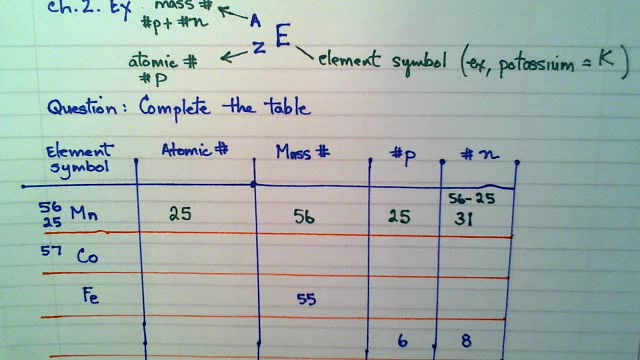 ch.2. Ex. mass #
#p + #n
A
Z E
atomic #
#p
element symbol (ex, potassium = K)
Question: Complete the table
Element symbol Atomic # Mass # #p #n
56 25 Mn 25 56 25 56-25 31
57 Co
Fe 55
6 8